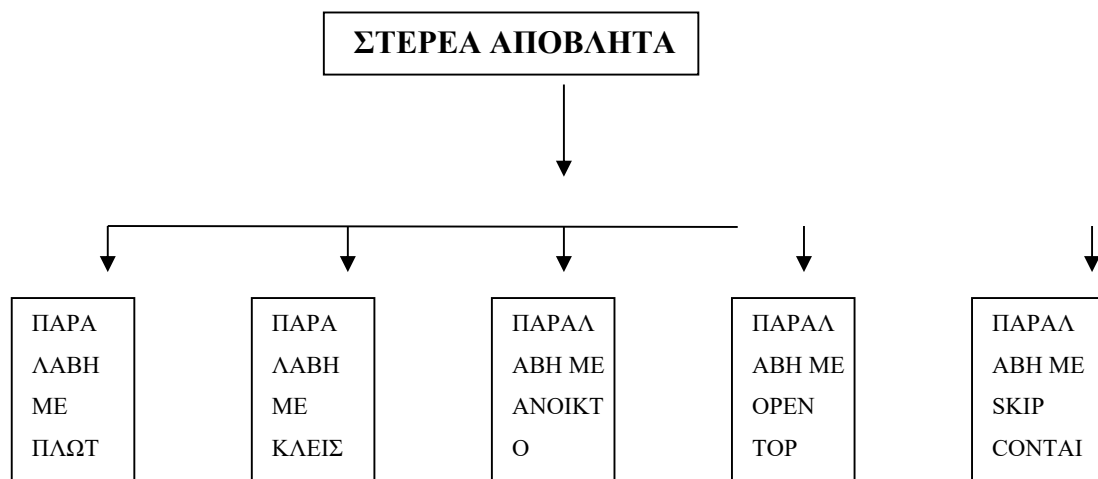 ΣΤΕΡΕΑ ΑΠΟΒΛΗΤΑ
ΠΑΡΑ
ΛΑΒΗ
ΜΕ
ΠΛΩΤ
ΠΑΡΑ
ΛΑΒΗ
ΜΕ
ΚΛΕΙΣ
ΠΑΡΑΛ
ΑΒΗ ΜΕ
ΑΝΟΙΚΤ
Ο
ΠΑΡΑΛ
ΑΒΗ ΜΕ
OPEN
TOP
ΠΑΡΑΛ
ΑΒΗ ΜΕ
SKIP
CONTAI